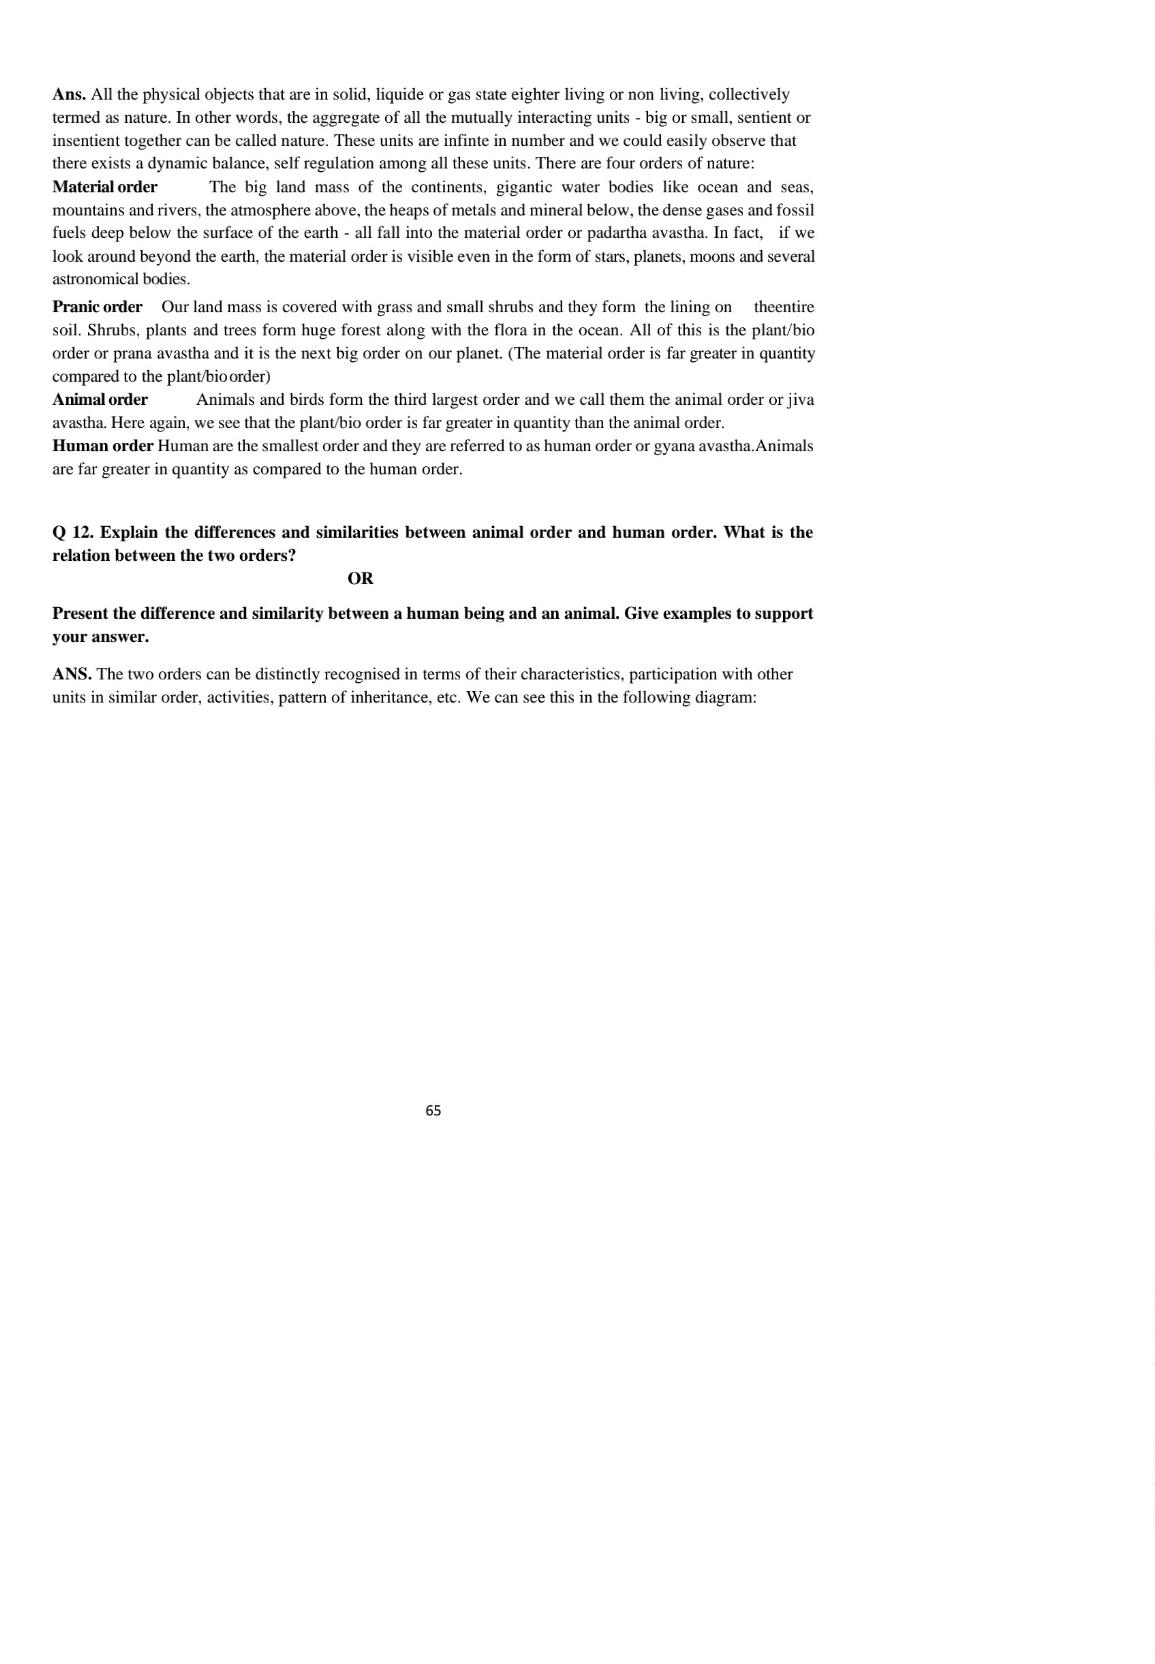 Ans. All the physical objects that are in solid, liquide or gas state eighter living or non living, collectively
termed as nature. In other words, the aggregate of all the mutually interacting units - big or small, sentient or
insentient together can be called nature. These units are infinte in number and we could easily observe that
there exists a dynamic balance, self regulation among all these units. There are four orders of nature:
Material order The big land mass of the continents, gigantic water bodies like ocean and seas,
mountains and rivers, the atmosphere above, the heaps of metals and mineral below, the dense gases and fossil
fuels deep below the surface of the earth - all fall into the material order or padartha avastha. In fact, if we
look around beyond the earth, the material order is visible even in the form of stars, planets, moons and several
astronomical bodies.
Pranic order Our land mass is covered with grass and small shrubs and they form the lining on theentire
soil. Shrubs, plants and trees form huge forest along with the flora in the ocean. All of this is the plant/bio
order or prana avastha and it is the next big order on our planet. (The material order is far greater in quantity
compared to the plant/bio order)
Animal order Animals and birds form the third largest order and we call them the animal order or jiva
avastha. Here again, we see that the plant/bio order is far greater in quantity than the animal order.
Human order Human are the smallest order and they are referred to as human order or gyana avastha.Animals
are far greater in quantity as compared to the human order.
Q 12. Explain the differences and similarities between animal order and human order. What is the
relation between the two orders?
OR
Present the difference and similarity between a human being and an animal. Give examples to support
your answer.
ANS. The two orders can be distinctly recognised in terms of their characteristics, participation with other
units in similar order, activities, pattern of inheritance, etc. We can see this in the following diagram:
65